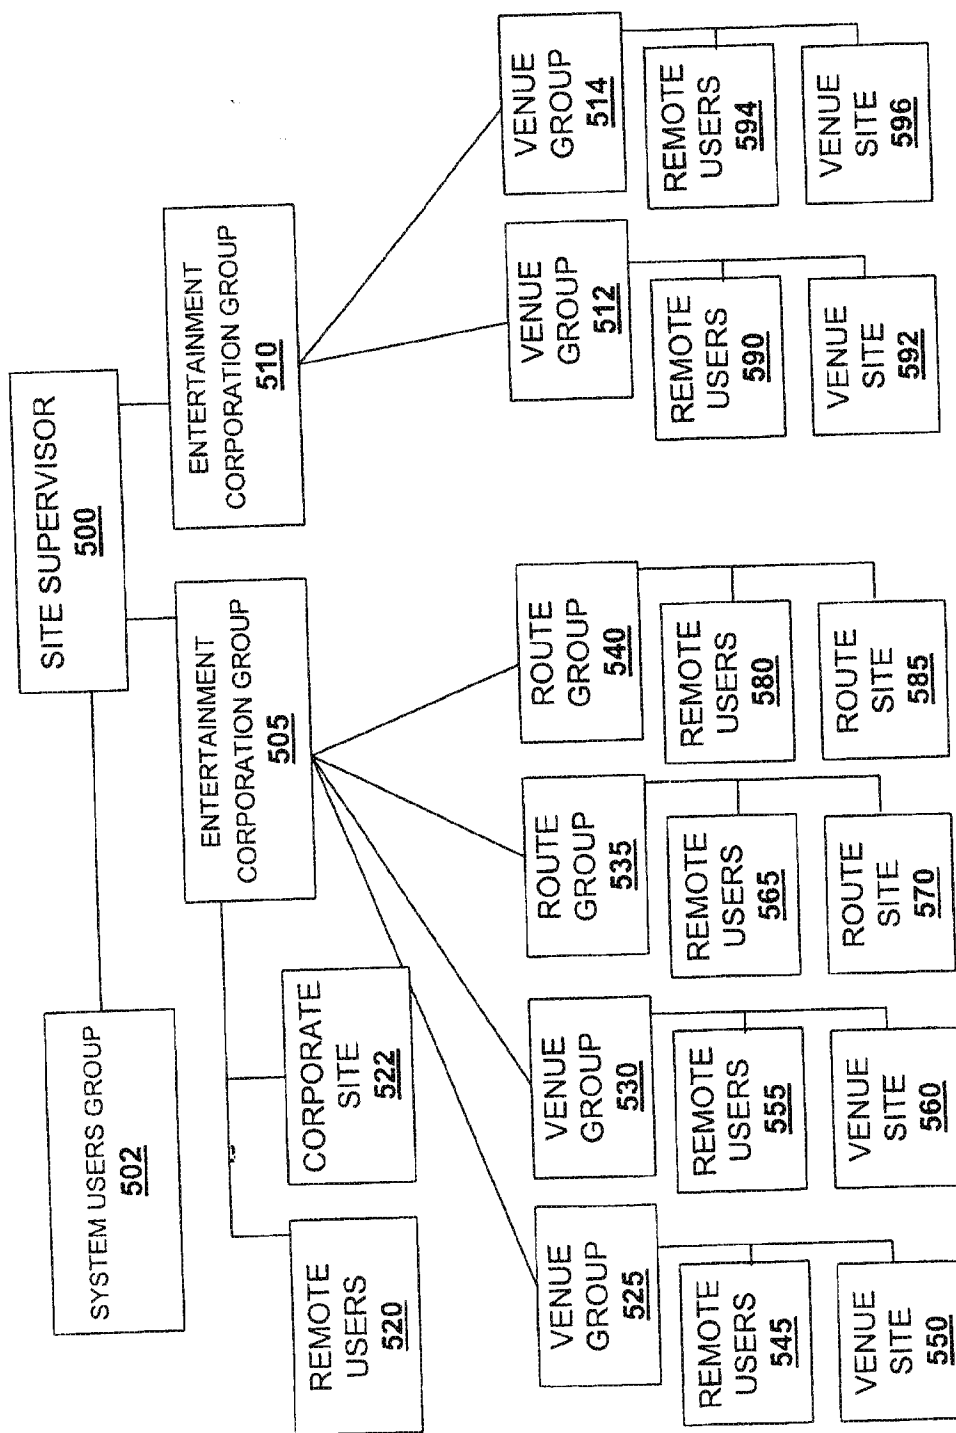 SITE SUPERVISOR
500
SYSTEM USERS GROUP
502
ENTERTAINMENT
CORPORATION GROUP
505
ENTERTAINMENT
CORPORATION GROUP
510
REMOTE
USERS
520
CORPORATE
SITE
522
VENUE
GROUP
525
VENUE
GROUP
530
ROUTE
GROUP
535
ROUTE
GROUP
540
VENUE
GROUP
512
VENUE
GROUP
514
REMOTE
USERS
545
REMOTE
USERS
555
REMOTE
USERS
565
REMOTE
USERS
580
REMOTE
USERS
590
REMOTE
USERS
594
VENUE
SITE
550
VENUE
SITE
560
ROUTE
SITE
570
ROUTE
SITE
585
VENUE
SITE
592
VENUE
SITE
596